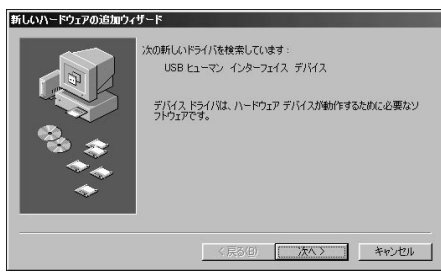 新しいハードウェアの追加ウィザード
次の新しいドライバを検索しています：
USB ヒューマン インターフェイス デバイス
デバイス ドライバは、ハードウェア デバイスが動作するために必要なソ
フトウェアです。
< 戻る(B)
次へ >
キャンセル